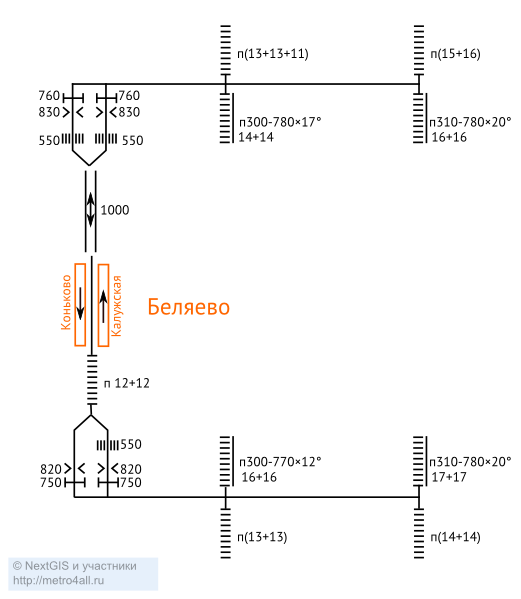 п(13+13+11)
п(15+16)
760
760
830
830
п300-780×17°
14+14
п310-780×20°
16+16
550
550
1000
Коньково
Калужская
Беляево
п 12+12
550
820
820
750
750
п300-770×12°
16+16
п310-780×20°
17+17
п(13+13)
п(14+14)
© NextGIS и участники
http://metro4all.ru